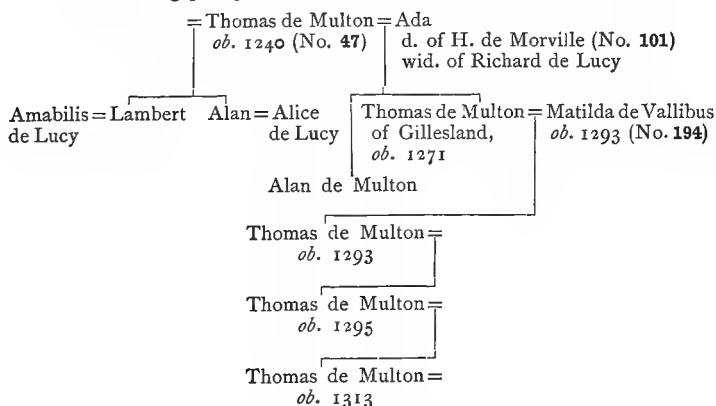 = Thomas de Multon = Ada
ob. 1240 (No. 47) d. of H. de Morville (No. 101)
wid. of Richard de Lucy
Amabilis = Lambert Alan = Alice Thomas de Multon = Matilda de Vallibus
de Lucy de Lucy of Gillesland, ob. 1293 (No. 194)
ob. 1271
Alan de Multon
Thomas de Multon =
ob. 1293
Thomas de Multon =
ob. 1295
Thomas de Multon =
ob. 1313